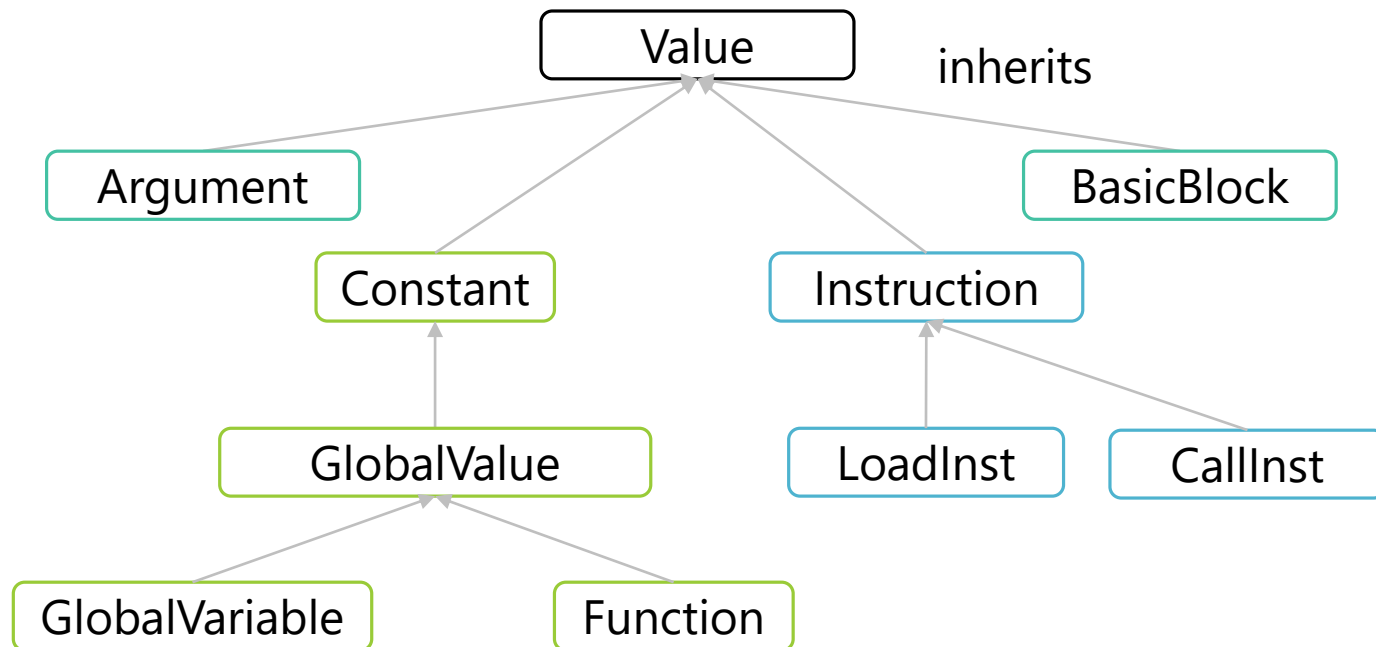 Value
inherits
Argument
BasicBlock
Constant
Instruction
GlobalValue
LoadInst
CallInst
GlobalVariable
Function